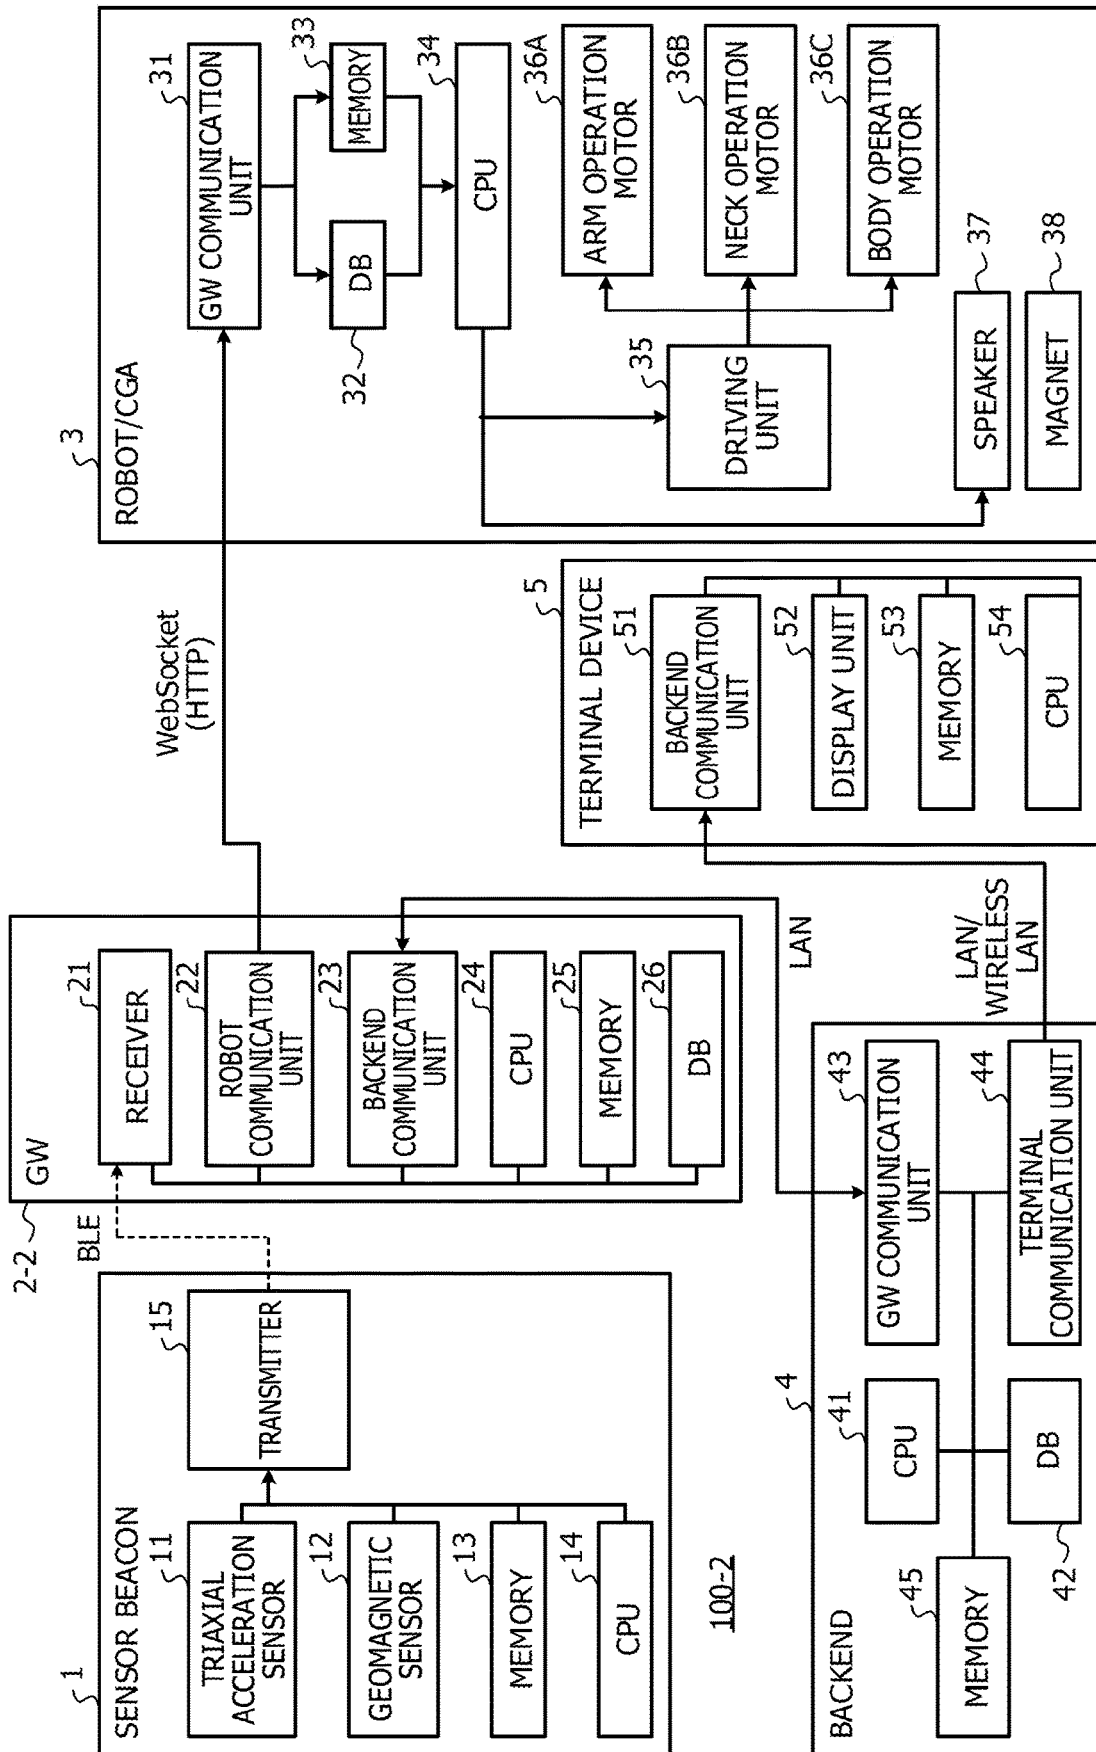 100-2
1
SENSOR BEACON
11
TRIAXIAL
ACCELERATION
SENSOR
12
GEOMAGNETIC
SENSOR
13
MEMORY
14
CPU
15
TRANSMITTER
BLE
2-2
GW
21
RECEIVER
22
ROBOT
COMMUNICATION
UNIT
23
BACKEND
COMMUNICATION
UNIT
24
CPU
25
MEMORY
26
DB
WebSocket
(HTTP)
LAN
3
ROBOT/CGA
31
GW COMMUNICATION
UNIT
32
DB
33
MEMORY
34
CPU
35
DRIVING
UNIT
36A
ARM OPERATION
MOTOR
36B
NECK OPERATION
MOTOR
36C
BODY OPERATION
MOTOR
37
SPEAKER
38
MAGNET
4
BACKEND
45
MEMORY
41
CPU
42
DB
43
GW COMMUNICATION
UNIT
44
TERMINAL
COMMUNICATION UNIT
LAN/
WIRELESS
LAN
5
TERMINAL DEVICE
51
BACKEND
COMMUNICATION
UNIT
52
DISPLAY UNIT
53
MEMORY
54
CPU